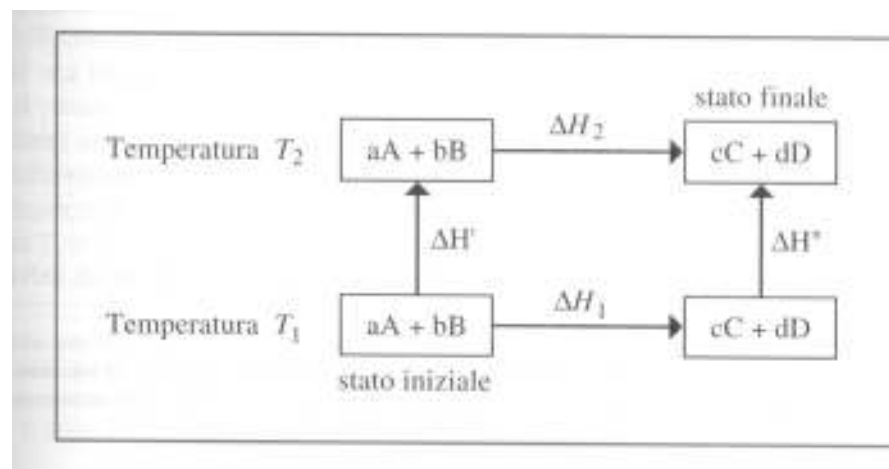 stato finale
Temperatura T₂ aA + bB ΔH₂ cC + dD
ΔH' ΔH"
Temperatura T₁ aA + bB ΔH₁ cC + dD
stato iniziale